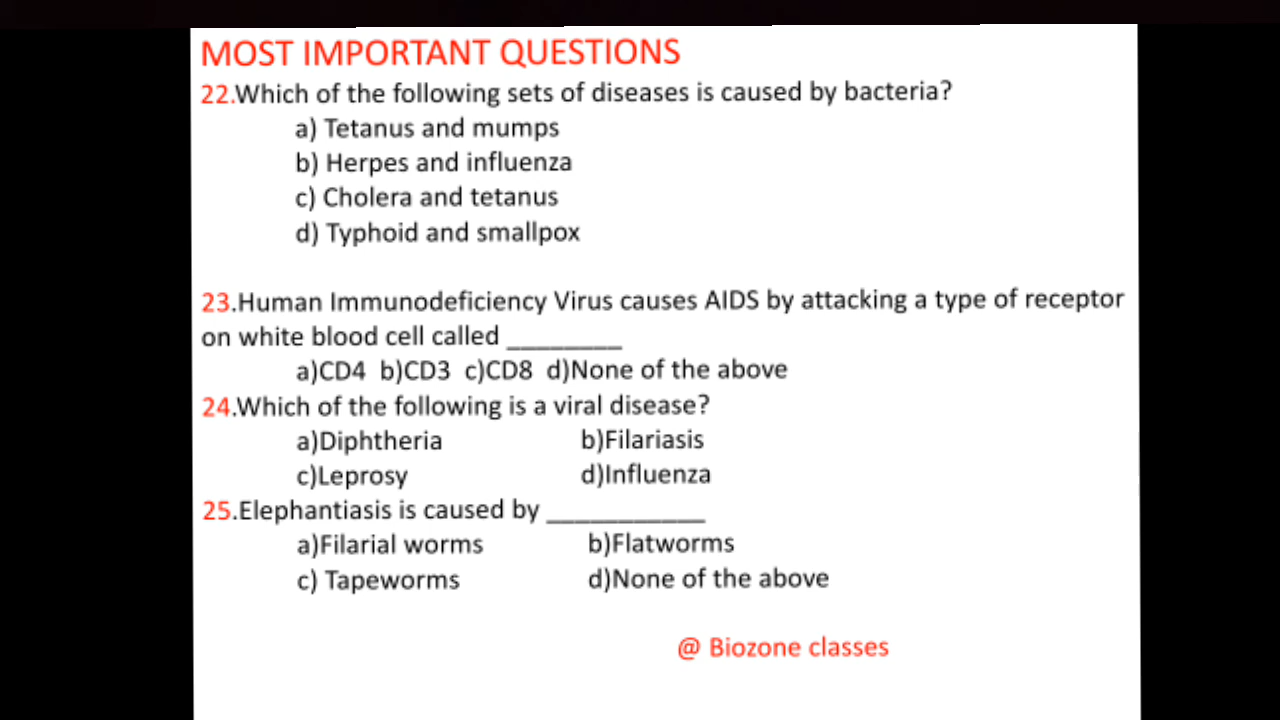 MOST IMPORTANT QUESTIONS
22.Which of the following sets of diseases is caused by bacteria?
a) Tetanus and mumps
b) Herpes and influenza
c) Cholera and tetanus
d) Typhoid and smallpox
23.Human Immunodeficiency Virus causes AIDS by attacking a type of receptor
on white blood cell called ________
a)CD4 b)CD3 c)CD8 d)None of the above
24.Which of the following is a viral disease?
a)Diphtheria b)Filariasis
c)Leprosy d)Influenza
25.Elephantiasis is caused by ___________
a)Filarial worms b)Flatworms
c) Tapeworms d)None of the above
@ Biozone classes